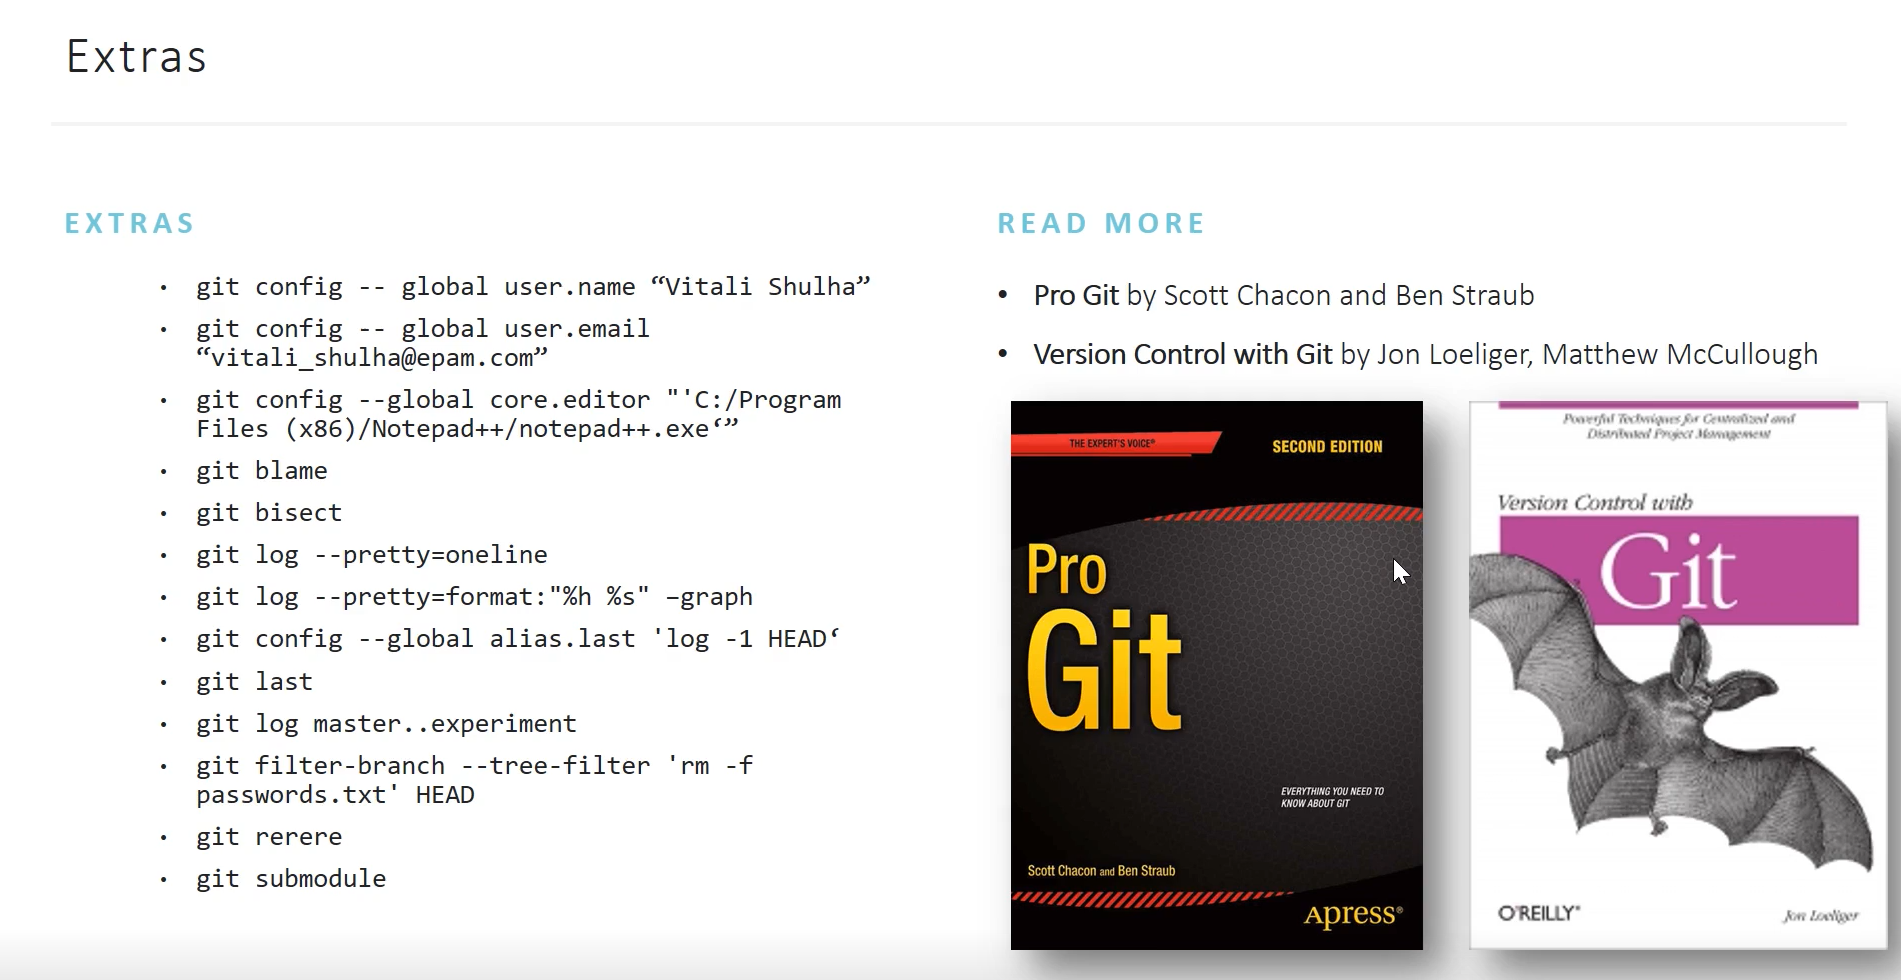 Extras
EXTRAS
• git config -- global user.name “Vitali Shulha”
• git config -- global user.email
“vitali_shulha@epam.com”
• git config --global core.editor "'C:/Program
Files (x86)/Notepad++/notepad++.exe‘”
• git blame
• git bisect
• git log --pretty=oneline
• git log --pretty=format:"%h %s" –graph
• git config --global alias.last 'log -1 HEAD‘
• git last
• git log master..experiment
• git filter-branch --tree-filter 'rm -f
passwords.txt' HEAD
• git rerere
• git submodule
READ MORE
• Pro Git by Scott Chacon and Ben Straub
• Version Control with Git by Jon Loeliger, Matthew McCullough
THE EXPERT'S VOICE®
SECOND EDITION
Pro
Git
EVERYTHING YOU NEED TO
KNOW ABOUT GIT
Scott Chacon and Ben Straub
Apress®
Powerful Techniques for Centralized and
Distributed Project Management
Version Control with
Git
O'REILLY®
Jon Loeliger